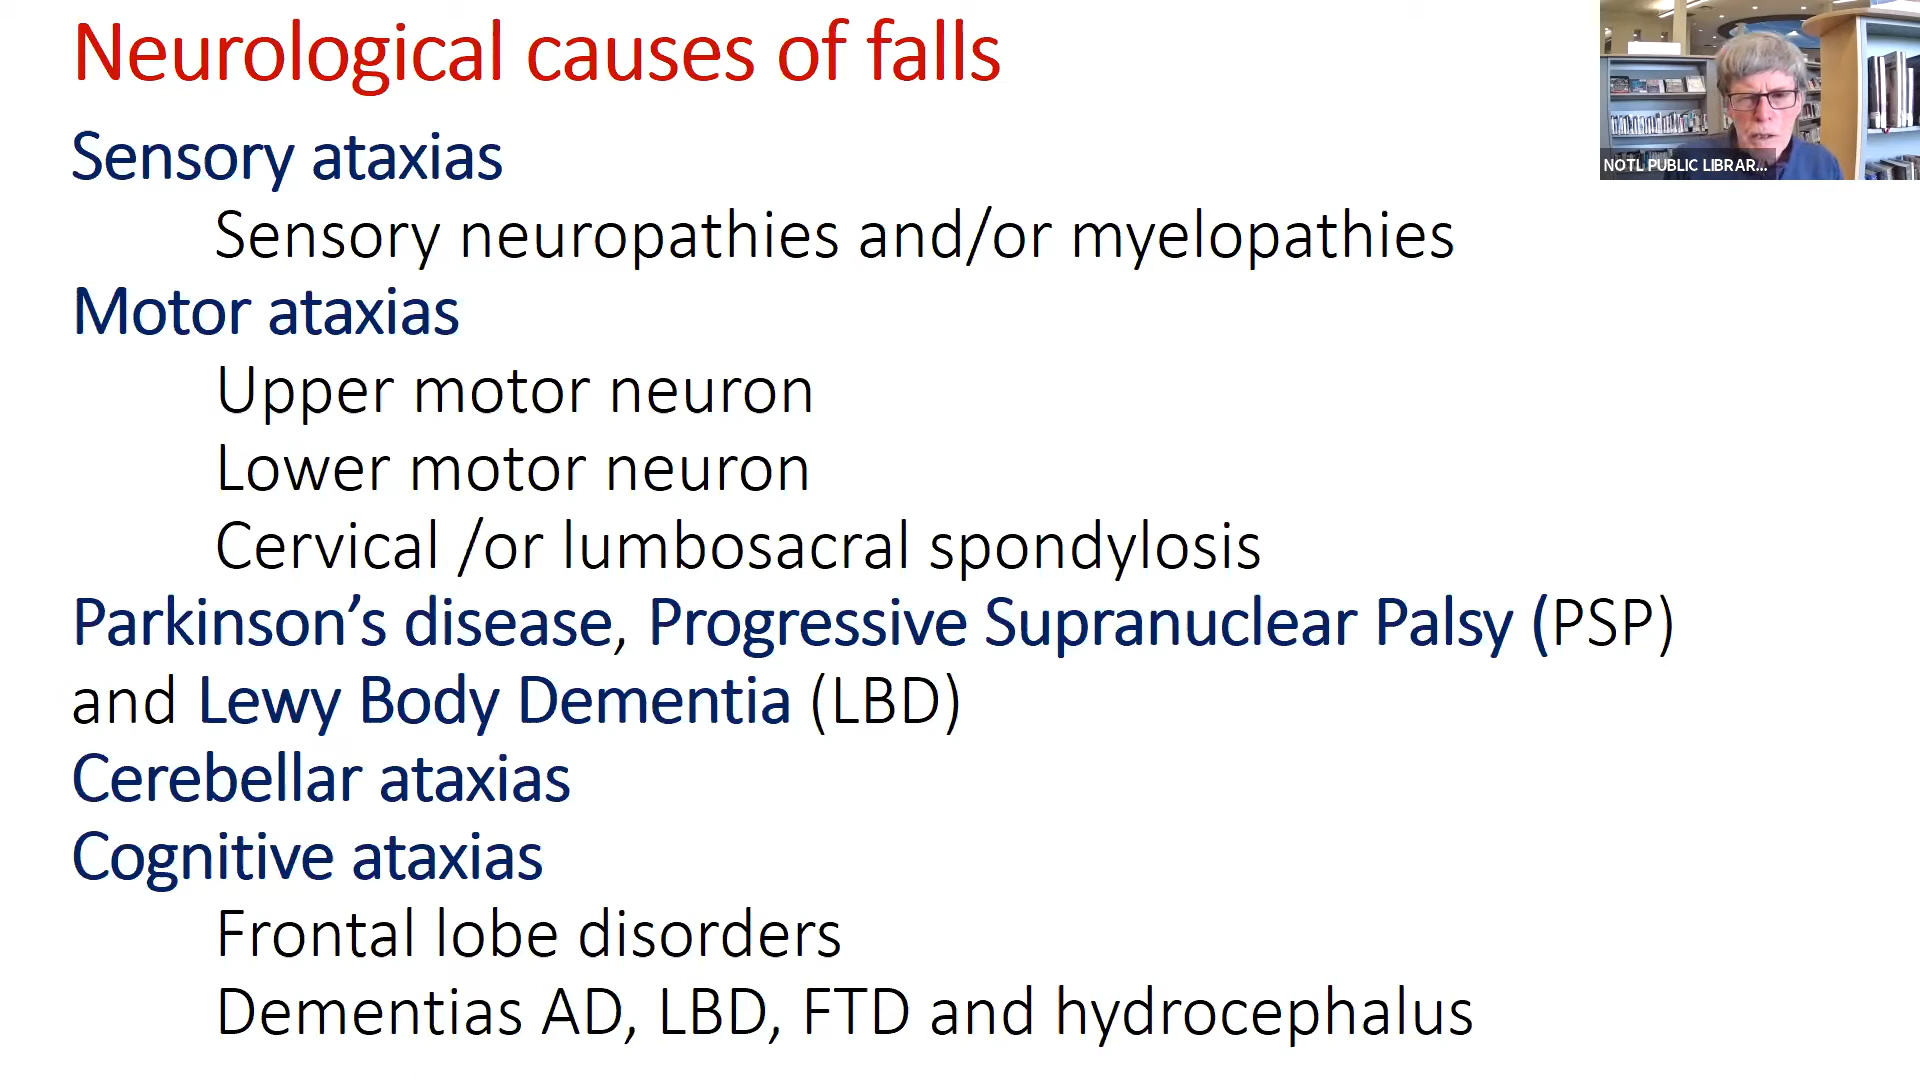 Neurological causes of falls
Sensory ataxias
Sensory neuropathies and/or myelopathies
Motor ataxias
Upper motor neuron
Lower motor neuron
Cervical /or lumbosacral spondylosis
Parkinson’s disease, Progressive Supranuclear Palsy (PSP)
and Lewy Body Dementia (LBD)
Cerebellar ataxias
Cognitive ataxias
Frontal lobe disorders
Dementias AD, LBD, FTD and hydrocephalus
NOTL PUBLIC LIBRAR...